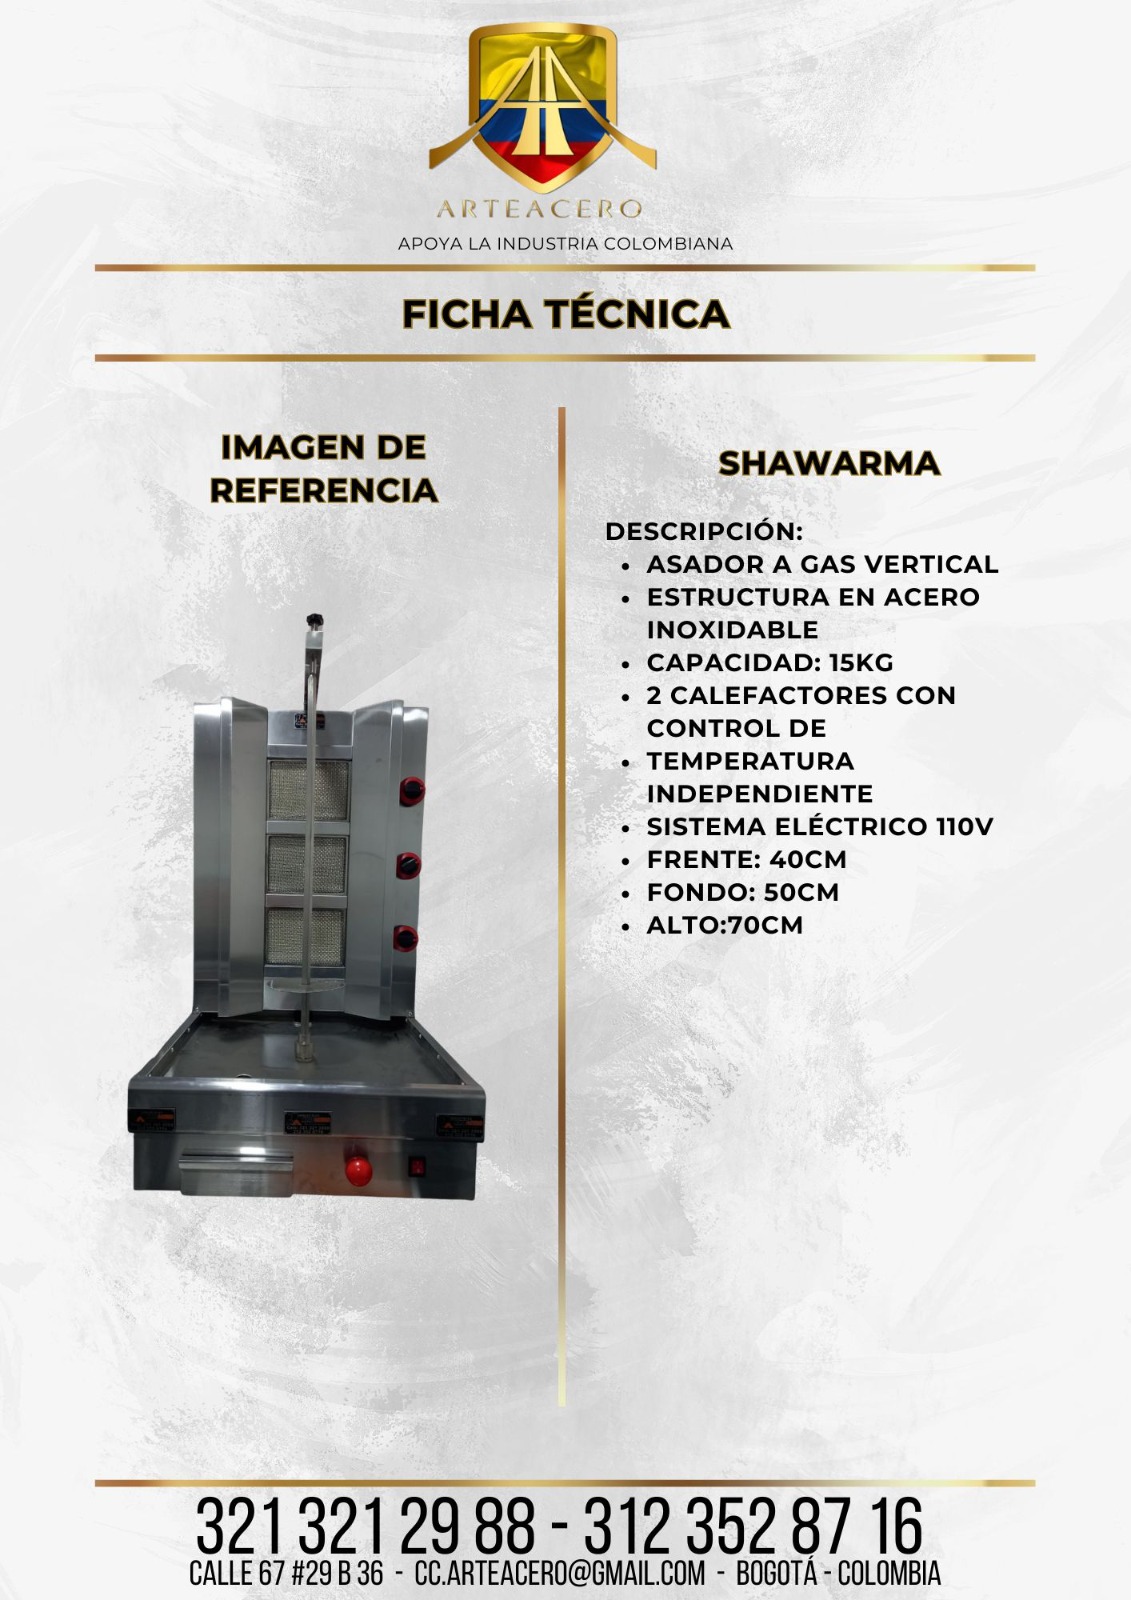 ARTEACERO
APOYA LA INDUSTRIA COLOMBIANA
FICHA TÉCNICA
IMAGEN DE
REFERENCIA
SHAWARMA
DESCRIPCIÓN:
• ASADOR A GAS VERTICAL
• ESTRUCTURA EN ACERO
INOXIDABLE
• CAPACIDAD: 15KG
• 2 CALEFACTORES CON
CONTROL DE
• TEMPERATURA
INDEPENDIENTE
• SISTEMA ELÉCTRICO 110V
• FRENTE: 40CM
• FONDO: 50CM
• ALTO:70CM
321 321 29 88 - 312 352 87 16
CALLE 67 #29 B 36 - CC.ARTEACERO@GMAIL.COM - BOGOTÁ - COLOMBIA